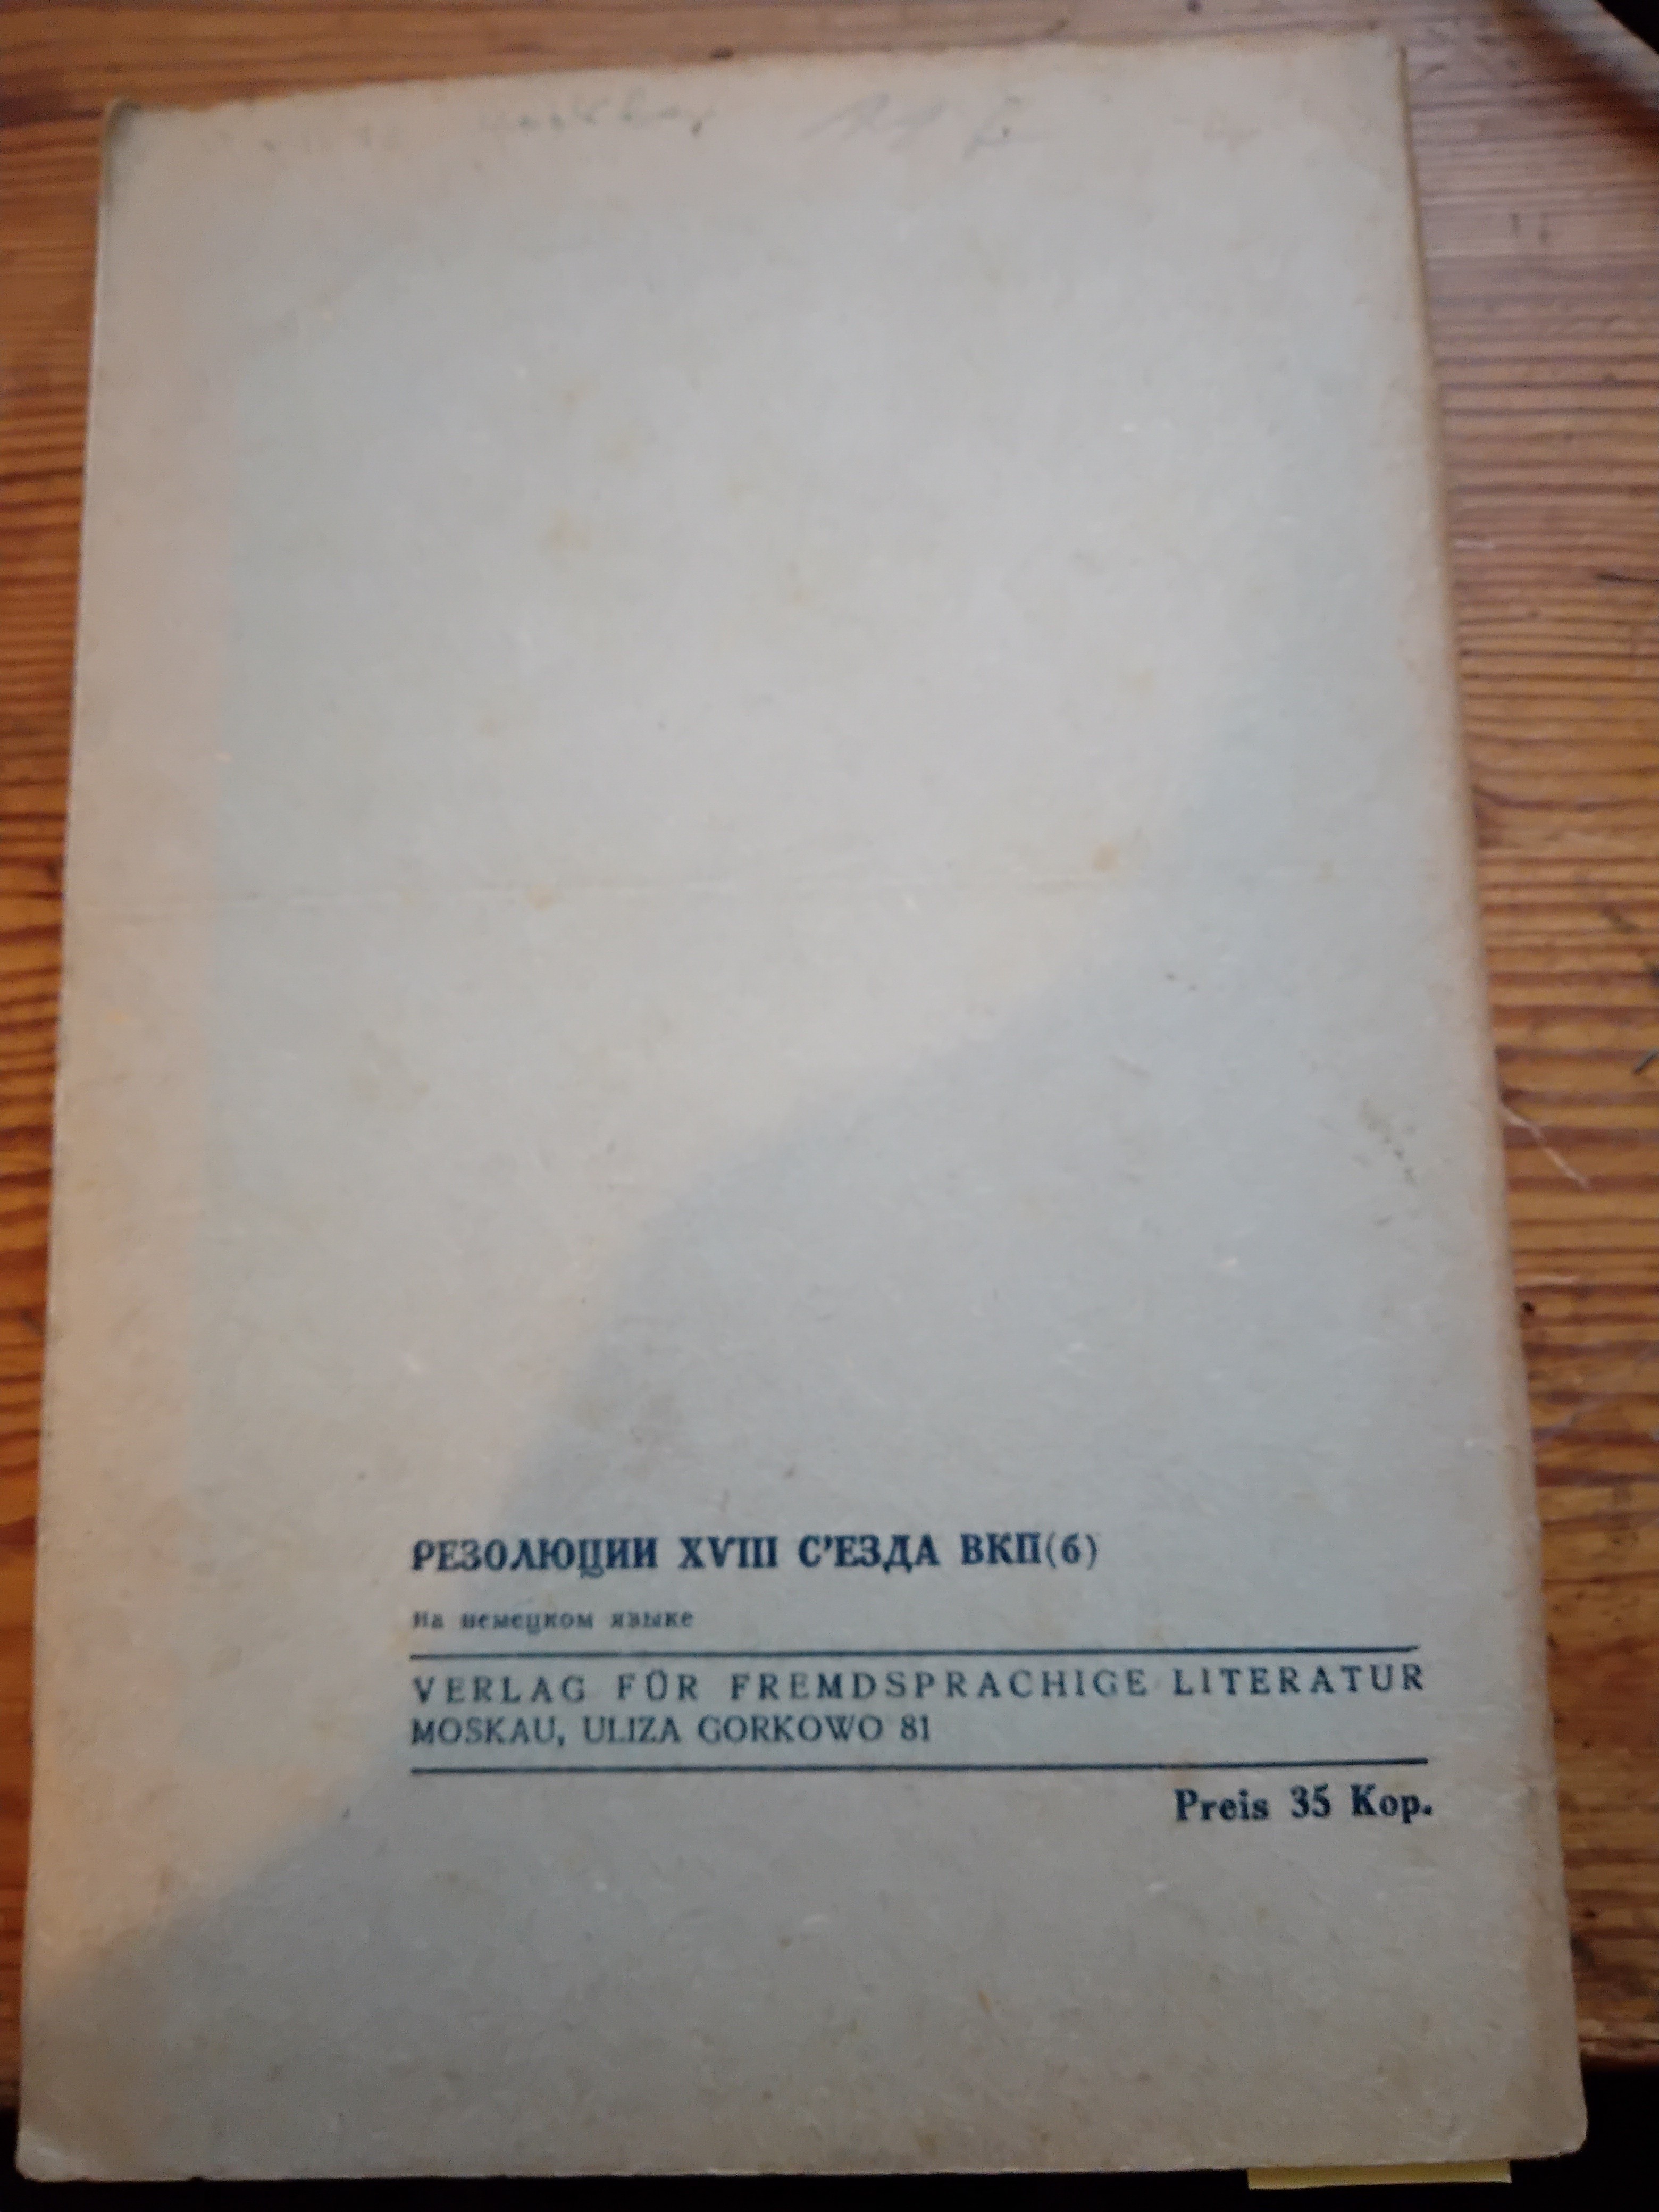 РЕЗОЛЮЦИИ XVIII С'ЕЗДА ВКП(б)
на немецком языке
VERLAG FÜR FREMDSPRACHIGE LITERATUR
MOSKAU, ULIZA GORKOWO 81
Preis 35 Kop.